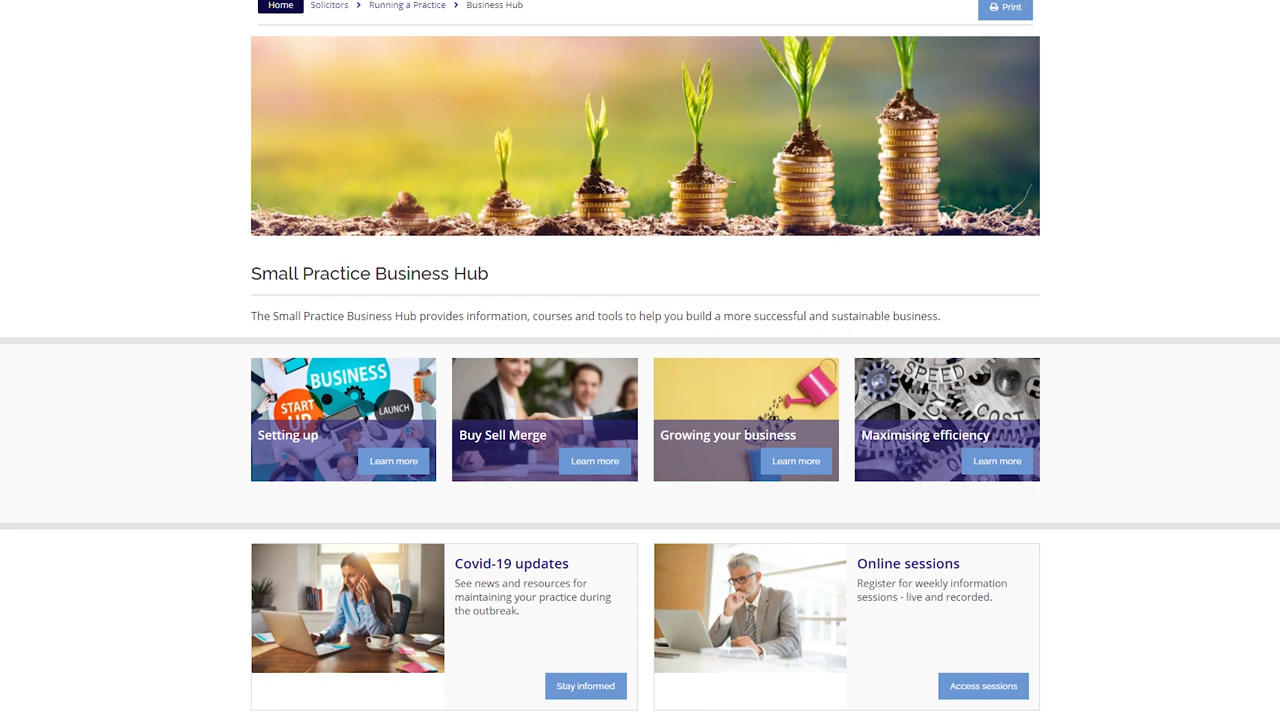 Home Solicitors > Running a Practice > Business Hub
Print
Small Practice Business Hub
The Small Practice Business Hub provides information, courses and tools to help you build a more successful and sustainable business.
BUSINESS
START
UP
LAUNCH
SPEED
COST
Setting up
Learn more
Buy Sell Merge
Learn more
Growing your business
Learn more
Maximising efficiency
Learn more
Covid-19 updates
See news and resources for
maintaining your practice during
the outbreak.
Stay informed
Online sessions
Register for weekly information
sessions - live and recorded.
Access sessions